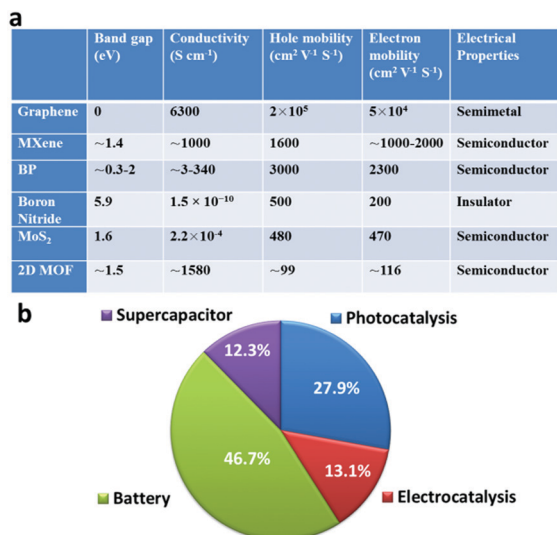 a
Band gap (eV) Conductivity (S cm⁻¹) Hole mobility (cm² V⁻¹ S⁻¹) Electron mobility (cm² V⁻¹ S⁻¹) Electrical Properties
Graphene 0 6300 2×10⁵ 5×10⁴ Semimetal
MXene ~1.4 ~1000 1600 ~1000-2000 Semiconductor
BP ~0.3-2 ~3-340 3000 2300 Semiconductor
Boron Nitride 5.9 1.5 × 10⁻¹⁰ 500 200 Insulator
MoS₂ 1.6 2.2×10⁻⁴ 480 470 Semiconductor
2D MOF ~1.5 ~1580 ~99 ~116 Semiconductor
b
Supercapacitor Photocatalysis
12.3%
27.9%
46.7%
13.1%
Battery Electrocatalysis